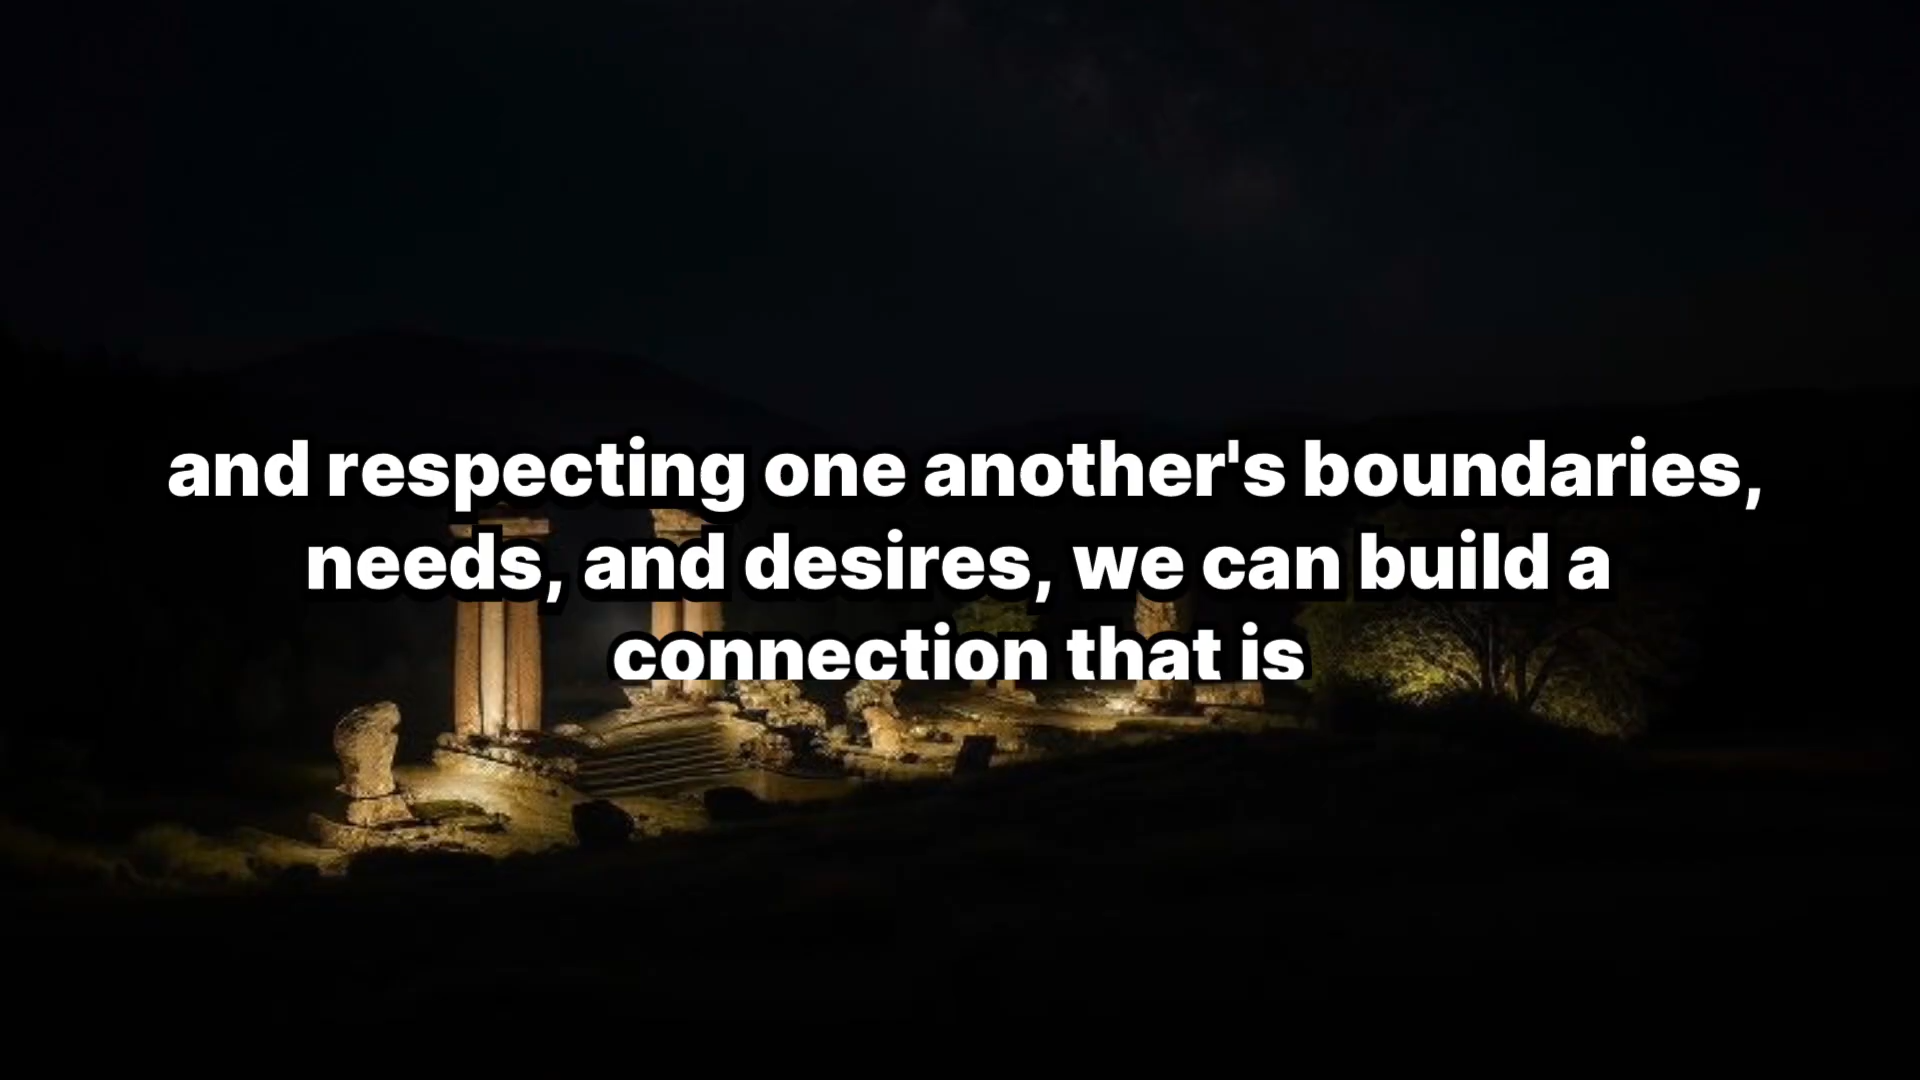 and respecting one another's boundaries,
needs, and desires, we can build a
connection that is